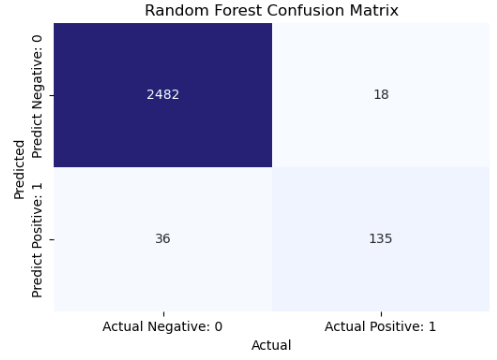 Random Forest Confusion Matrix
Predicted
Predict Negative: 0
2482 18
Predict Positive: 1
36 135
Actual Negative: 0 Actual Positive: 1
Actual